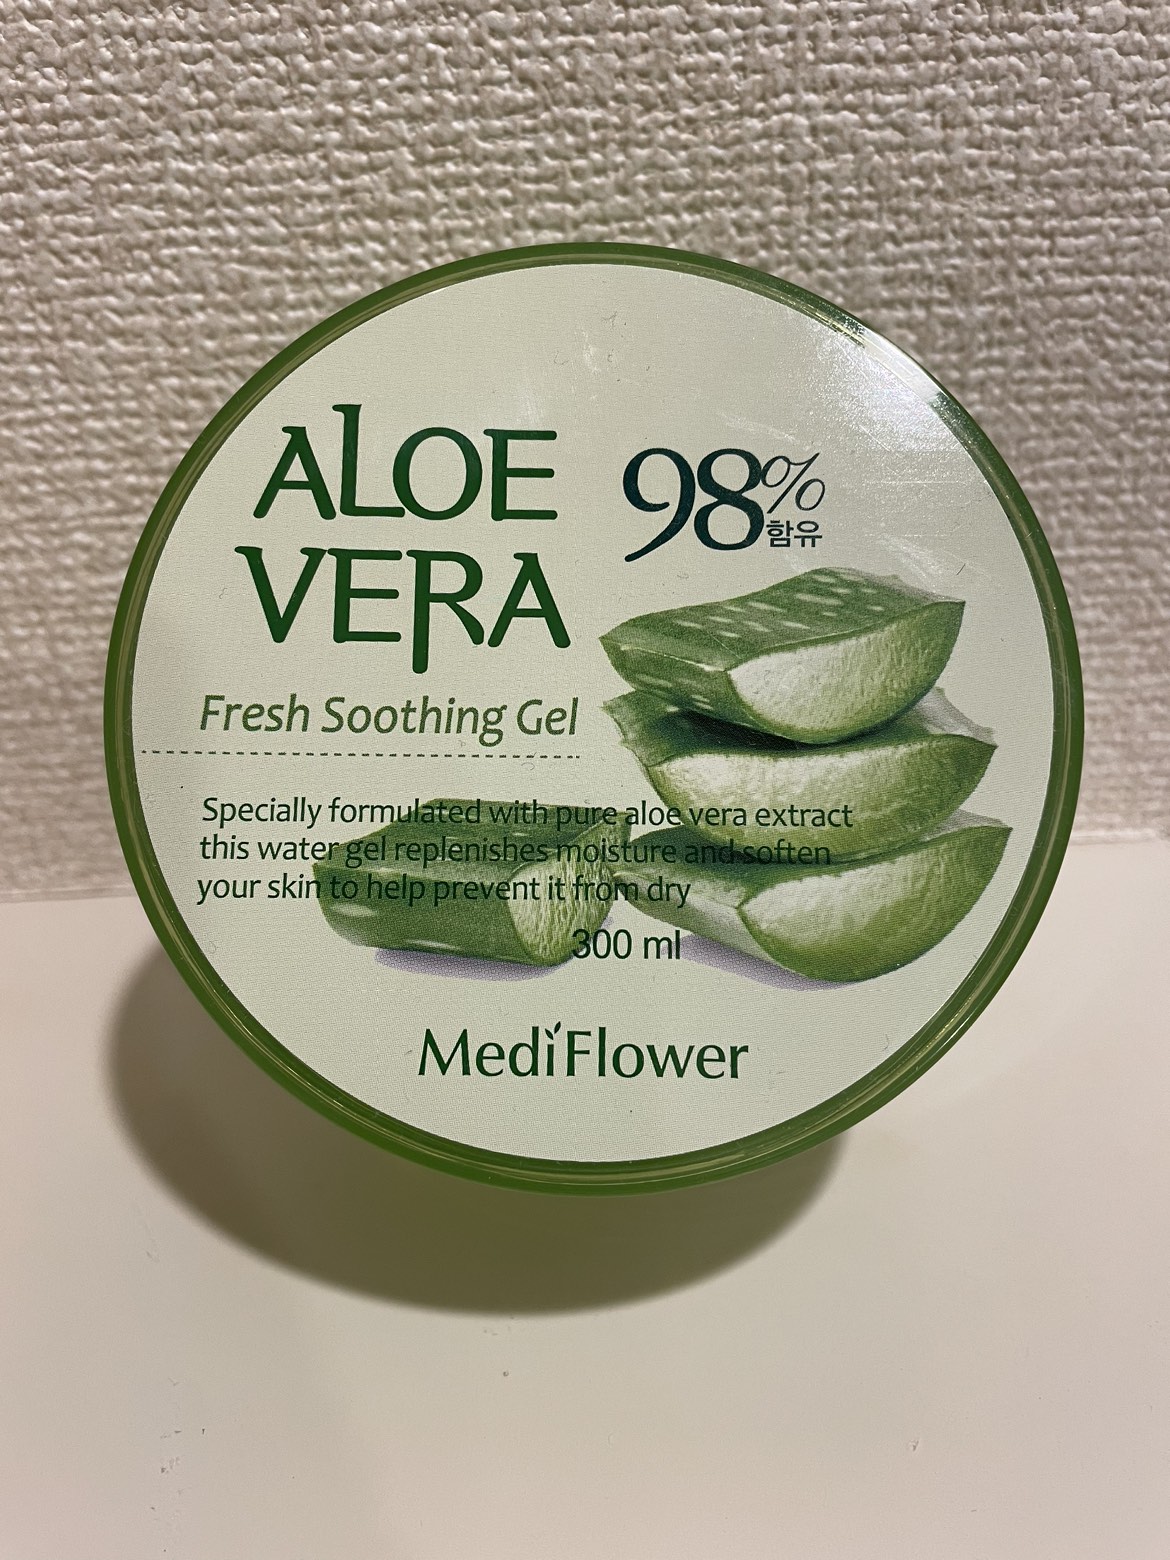 ALOE
VERA
98%
함유
Fresh Soothing Gel
Specially formulated with pure aloe vera extract
this water gel replenishes moisture and soften
your skin to help prevent it from dry
300 ml
MediFlower